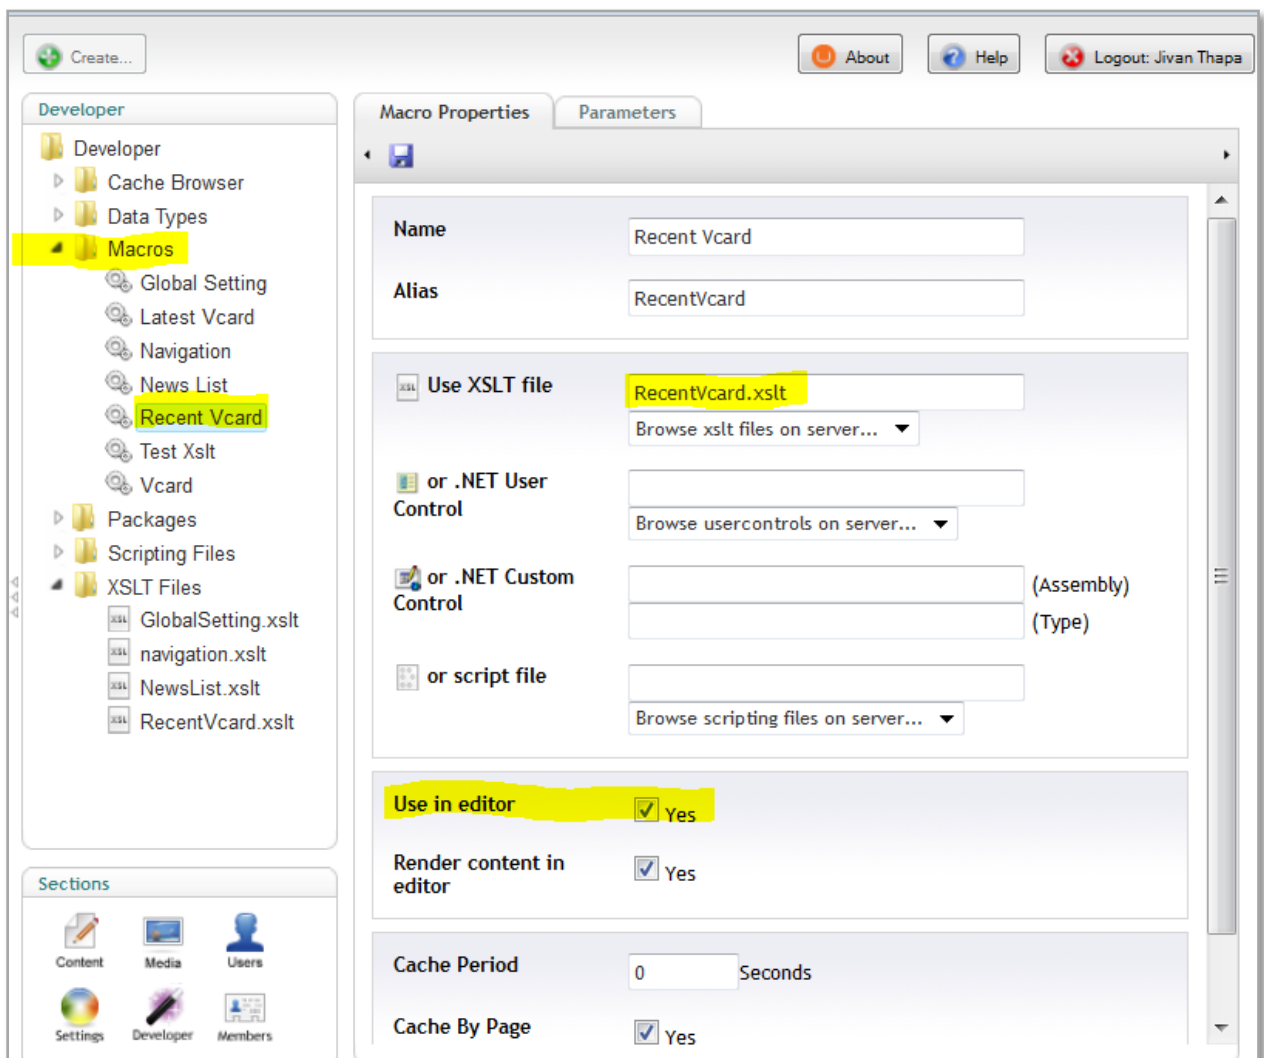 Create...
About
Help
Logout: Jivan Thapa
Developer
Developer
Cache Browser
Data Types
Macros
Global Setting
Latest Vcard
Navigation
News List
Recent Vcard
Test Xslt
Vcard
Packages
Scripting Files
XSLT Files
XSL GlobalSetting.xslt
XSL navigation.xslt
XSL NewsList.xslt
XSL RecentVcard.xslt
Sections
Content Media Users
Settings Developer Members
Macro Properties Parameters
Name Recent Vcard
Alias RecentVcard
XSL Use XSLT file RecentVcard.xslt
Browse xslt files on server...
or .NET User
Control
Browse usercontrols on server...
or .NET Custom
Control
(Assembly)
(Type)
or script file
Browse scripting files on server...
Use in editor Yes
Render content in
editor
Yes
Cache Period 0 Seconds
Cache By Page Yes